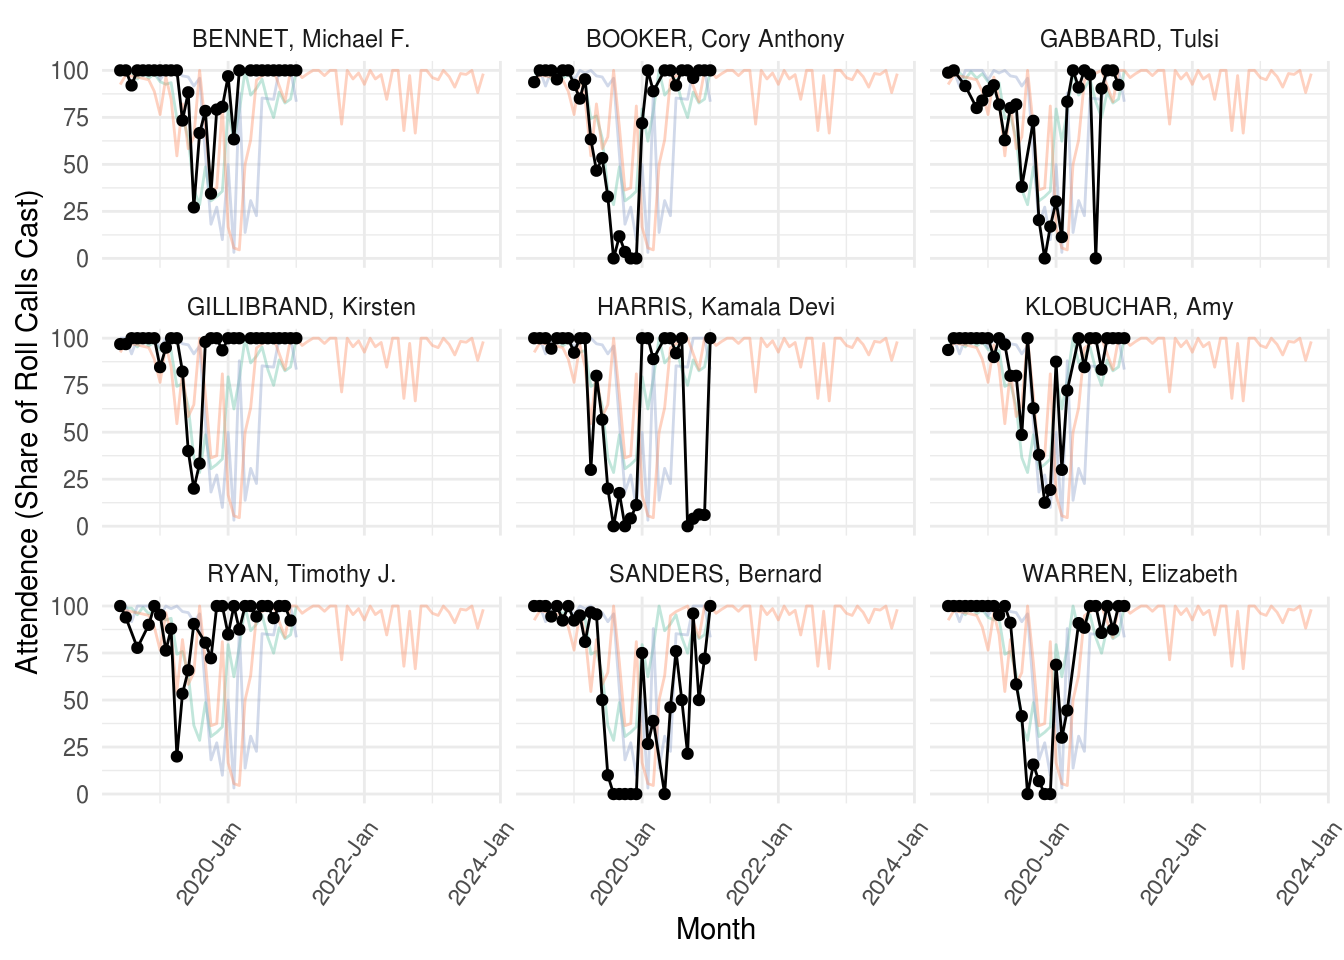 BENNET, Michael F.
BOOKER, Cory Anthony
GABBARD, Tulsi
100
75
50
25
0
GILLIBRAND, Kirsten
HARRIS, Kamala Devi
KLOBUCHAR, Amy
100
75
50
25
0
RYAN, Timothy J.
SANDERS, Bernard
WARREN, Elizabeth
100
75
50
25
0
Attendence (Share of Roll Calls Cast)
2020-Jan
2022-Jan
2024-Jan
2020-Jan
2022-Jan
2024-Jan
2020-Jan
2022-Jan
2024-Jan
Month